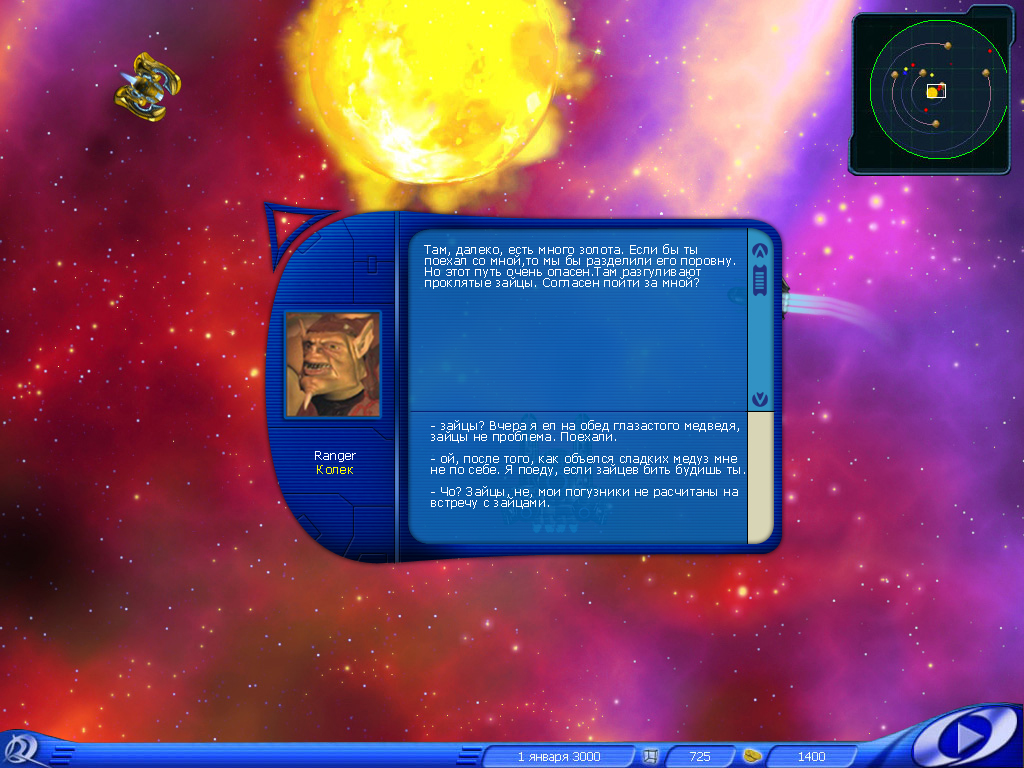 Там, далеко, есть много золота. Если бы ты
поехал со мной,то мы бы разделили его поровну.
Но этот путь очень опасен.Там разгуливают
проклятые зайцы. Согласен пойти за мной?
- зайцы? Вчера я ел на обед глазастого медведя,
зайцы не проблема. Поехали.
- ой, после того, как объелся сладких медуз мне
не по себе. Я поеду, если зайцев бить будишь ты.
- Чо? Зайцы, не, мои погузники не расчитаны на
встречу с зайцами.
Ranger
Колек
1 января 3000
725
1400